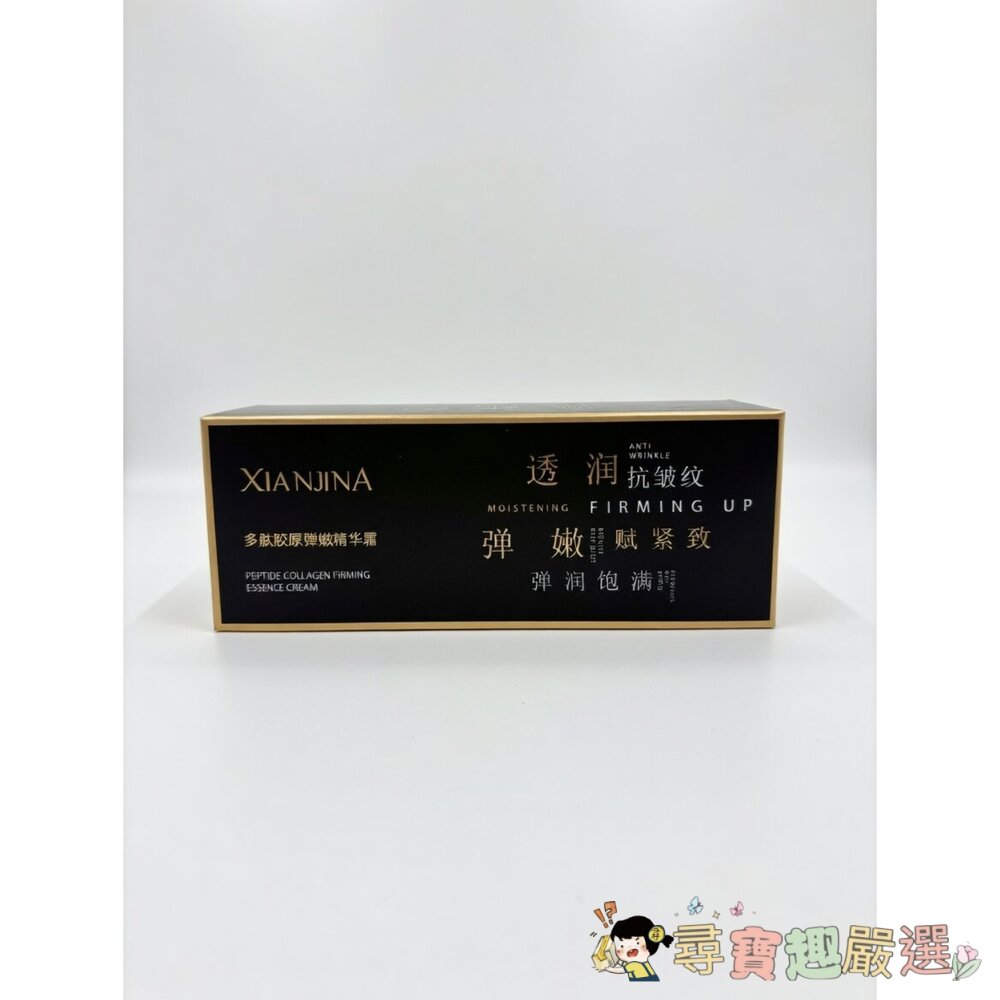 XIANJINA
多肽胶原弹嫩精华霜
PEPTIDE COLLAGEN FIRMING
ESSENCE CREAM
透润
ANTI
WRINKLE
抗皱纹
MOISTENING
FIRMING UP
弹嫩
赋紧致
弹润饱满
!?
尋寶趣嚴選